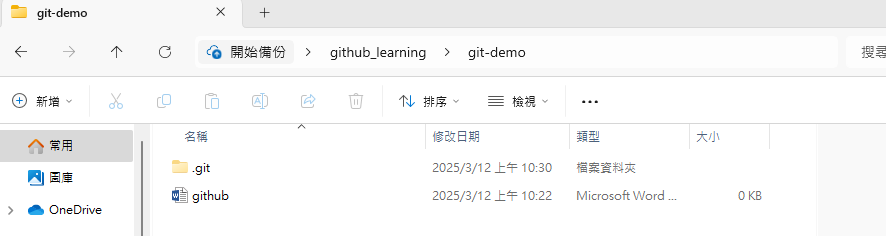 git-demo
開始備份 github_learning git-demo 搜尋
新增 排序 檢視
名稱 修改日期 類型 大小
常用
圖庫
OneDrive
.git 2025/3/12 上午 10:30 檔案資料夾
github 2025/3/12 上午 10:22 Microsoft Word ... 0 KB